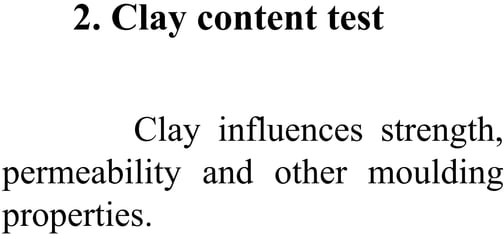 2. Clay content test
Clay influences strength,
permeability and other moulding
properties.